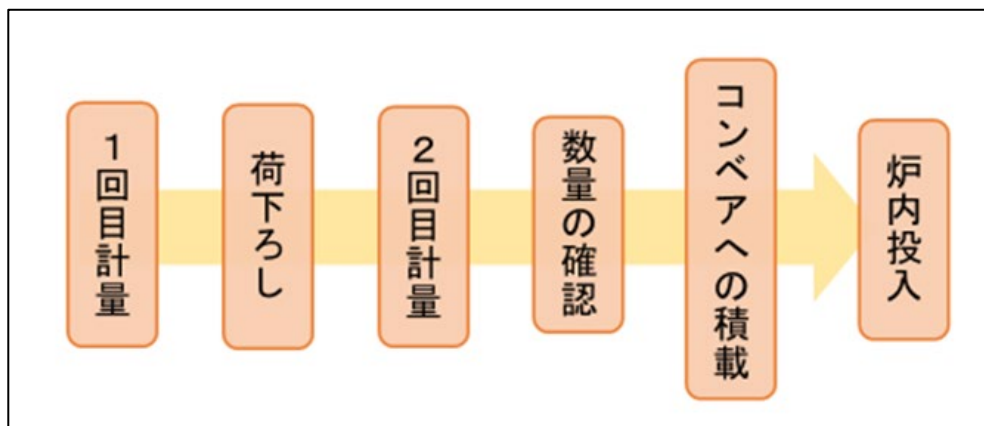 １回目計量
荷下ろし
２回目計量
数量の確認
コンベアへの積載
炉内投入